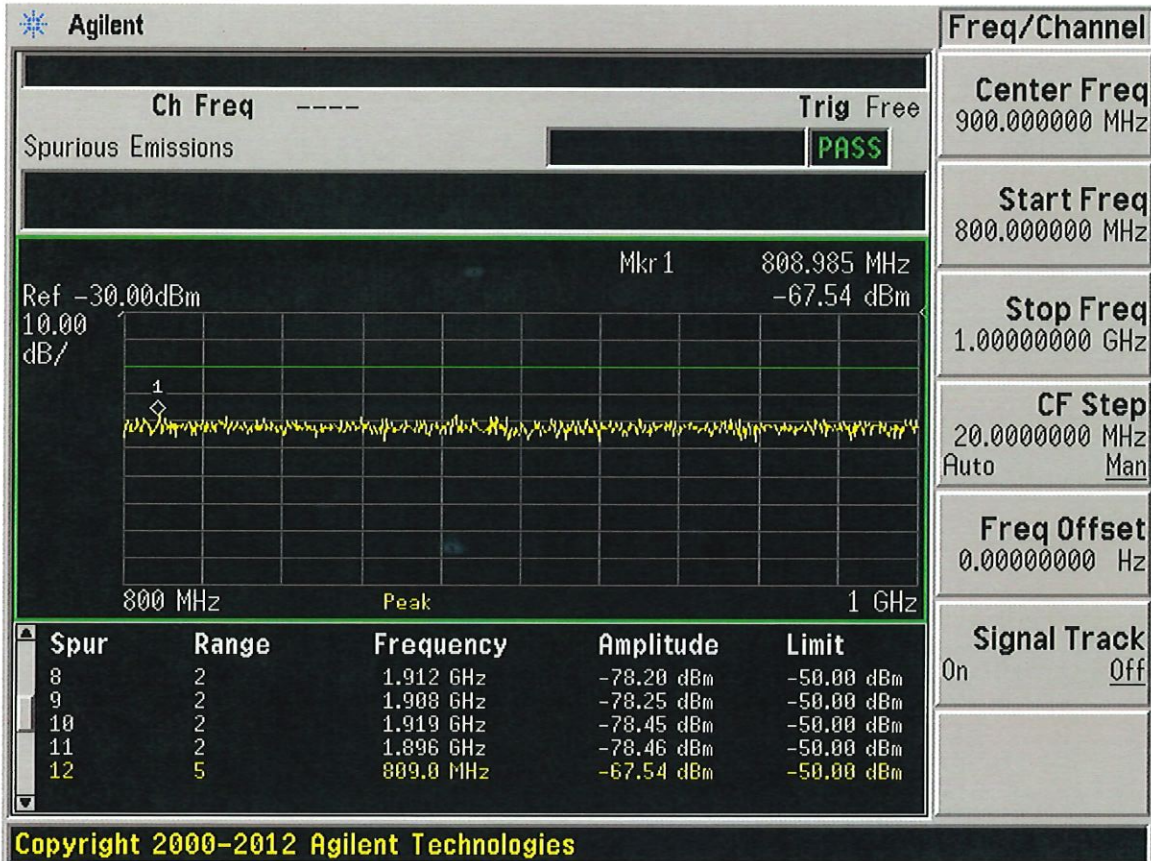 Agilent
Freq/Channel
Ch Freq ----
Trig Free
Spurious Emissions
PASS
Mkr1 808.985 MHz
Ref -30.00dBm
-67.54 dBm
10.00
dB/
1
800 MHz
Peak
1 GHz
Spur Range Frequency Amplitude Limit
8 2 1.912 GHz -78.20 dBm -50.00 dBm
9 2 1.908 GHz -78.25 dBm -50.00 dBm
10 2 1.919 GHz -78.45 dBm -50.00 dBm
11 2 1.896 GHz -78.46 dBm -50.00 dBm
12 5 809.0 MHz -67.54 dBm -50.00 dBm
Copyright 2000-2012 Agilent Technologies
Center Freq
900.000000 MHz
Start Freq
800.000000 MHz
Stop Freq
1.00000000 GHz
CF Step
20.0000000 MHz
Auto Man
Freq Offset
0.00000000 Hz
Signal Track
On Off